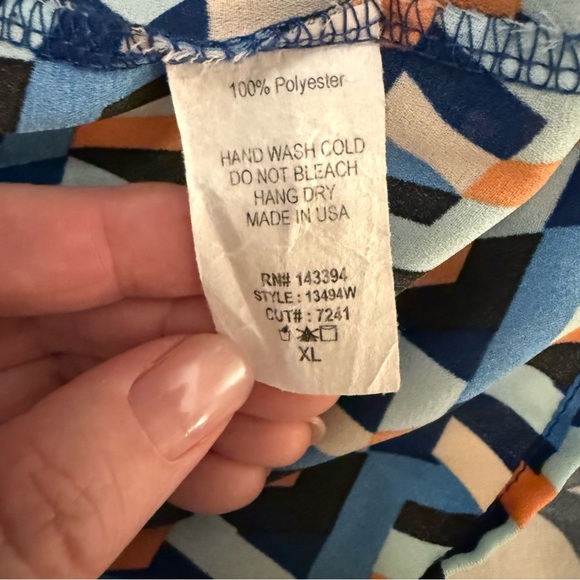 100% Polyester
HAND WASH COLD
DO NOT BLEACH
HANG DRY
MADE IN USA
RN# 143394
STYLE : 13494W
CUT# : 7241
XL